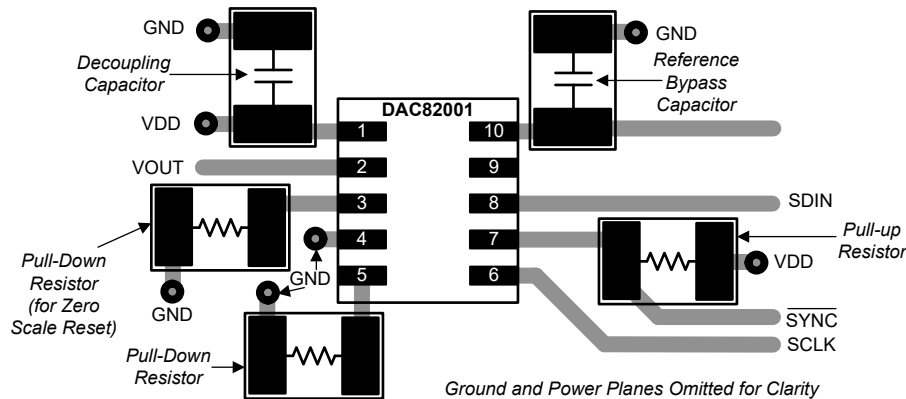 GND
Decoupling
Capacitor
VDD
VOUT
DAC82001
1
2
3
4
5
10
9
8
7
6
GND
Reference
Bypass
Capacitor
SDIN
Pull-up
Resistor
VDD
SYNC
SCLK
Pull-Down
Resistor
(for Zero
Scale Reset)
GND
GND
Pull-Down
Resistor
Ground and Power Planes Omitted for Clarity